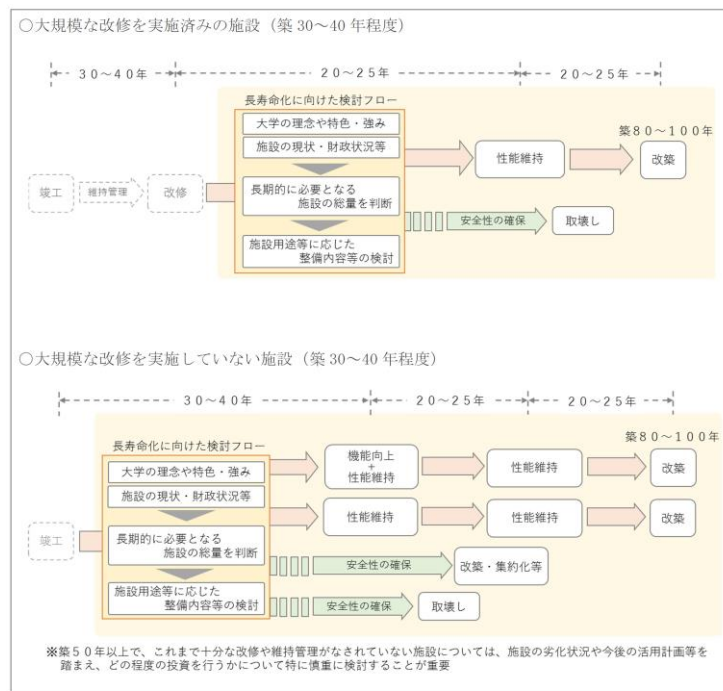 ○大規模な改修を実施済みの施設（築30～40年程度）
30～40年
20～25年
20～25年
長寿命化に向けた検討フロー
大学の理念や特色・強み
施設の現状・財政状況等
長期的に必要となる
施設の総量を判断
施設用途等に応じた
整備内容等の検討
竣工
維持管理
改修
性能維持
築80～100年
改築
安全性の確保
取壊し
○大規模な改修を実施していない施設（築30～40年程度）
30～40年
20～25年
20～25年
長寿命化に向けた検討フロー
大学の理念や特色・強み
施設の現状・財政状況等
長期的に必要となる
施設の総量を判断
施設用途等に応じた
整備内容等の検討
竣工
機能向上
+
性能維持
性能維持
築80～100年
改築
性能維持
性能維持
改築
安全性の確保
改築・集約化等
安全性の確保
取壊し
※築50年以上で、これまで十分な改修や維持管理がなされていない施設については、施設の劣化状況や今後の活用計画等を
踏まえ、どの程度の投資を行うかについて特に慎重に検討することが重要